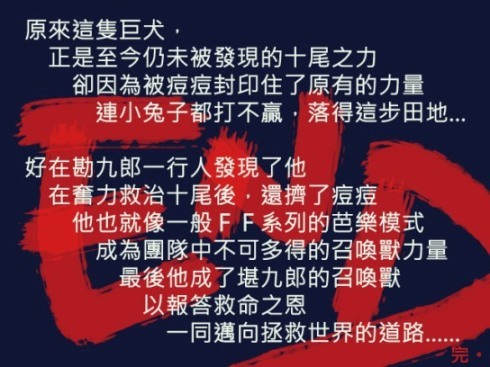 原來這隻巨犬，
正是至今仍未被發現的十尾之力
卻因為被痘痘封印住了原有的力量
連小兔子都打不贏，落得這步田地...
好在勘九郎一行人發現了他
在奮力救治十尾後，還擠了痘痘
他也就像一般ＦＦ系列的芭樂模式
成為團隊中不可多得的召喚獸力量
最後他成了堪九郎的召喚獸
以報答救命之恩
一同邁向拯救世界的道路......
END
完・